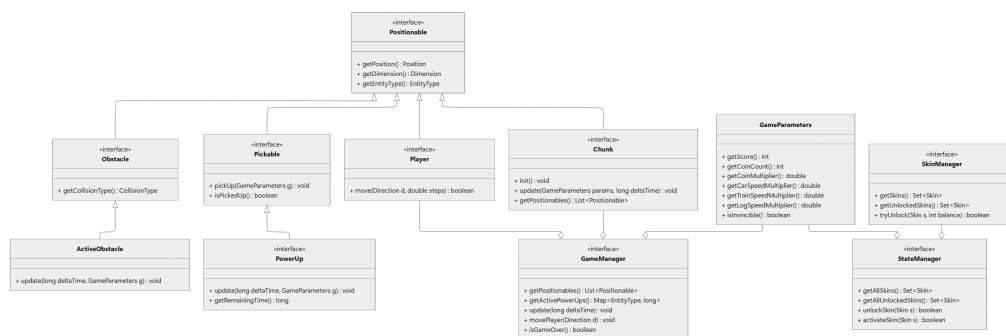 «interface»
Positionable
+ getPosition() : Position
+ getDimension() : Dimension
+ getEntityType() : EntityType
«interface»
Obstacle
+ getCollisionType() : CollisionType
«interface»
Pickable
+ pickUp(GameParameters g) : void
+ isPickedUp() : boolean
«interface»
Player
+ move(Direction d, double steps) : boolean
«interface»
Chunk
+ init() : void
+ update(GameParameters params, long deltaTime) : void
+ getPositionables() : List<Positionable>
GameParameters
+ getScore() : int
+ getCoinCount() : int
+ getCoinMultiplier() : double
+ getCarSpeedMultiplier() : double
+ getTrainSpeedMultiplier() : double
+ getLogSpeedMultiplier() : double
+ isInvincible() : boolean
«interface»
SkinManager
+ getSkins() : Set<Skin>
+ getUnlockedSkins() : Set<Skin>
+ tryUnlock(Skin s, int balance) : boolean
ActiveObstacle
+ update(long deltaTime, GameParameters g) : void
«interface»
PowerUp
+ update(long deltaTime, GameParameters g) : void
+ getRemainingTime() : long
«interface»
GameManager
+ getPositionables() : List<Positionable>
+ getActivePowerUps() : Map<EntityType, long>
+ update(long deltaTime) : void
+ movePlayer(Direction d) : void
+ isGameOver() : boolean
«interface»
StateManager
+ getAllSkins() : Set<Skin>
+ getAllUnlockedSkins() : Set<Skin>
+ unlockSkin(Skin s) : boolean
+ activateSkin(Skin s) : boolean